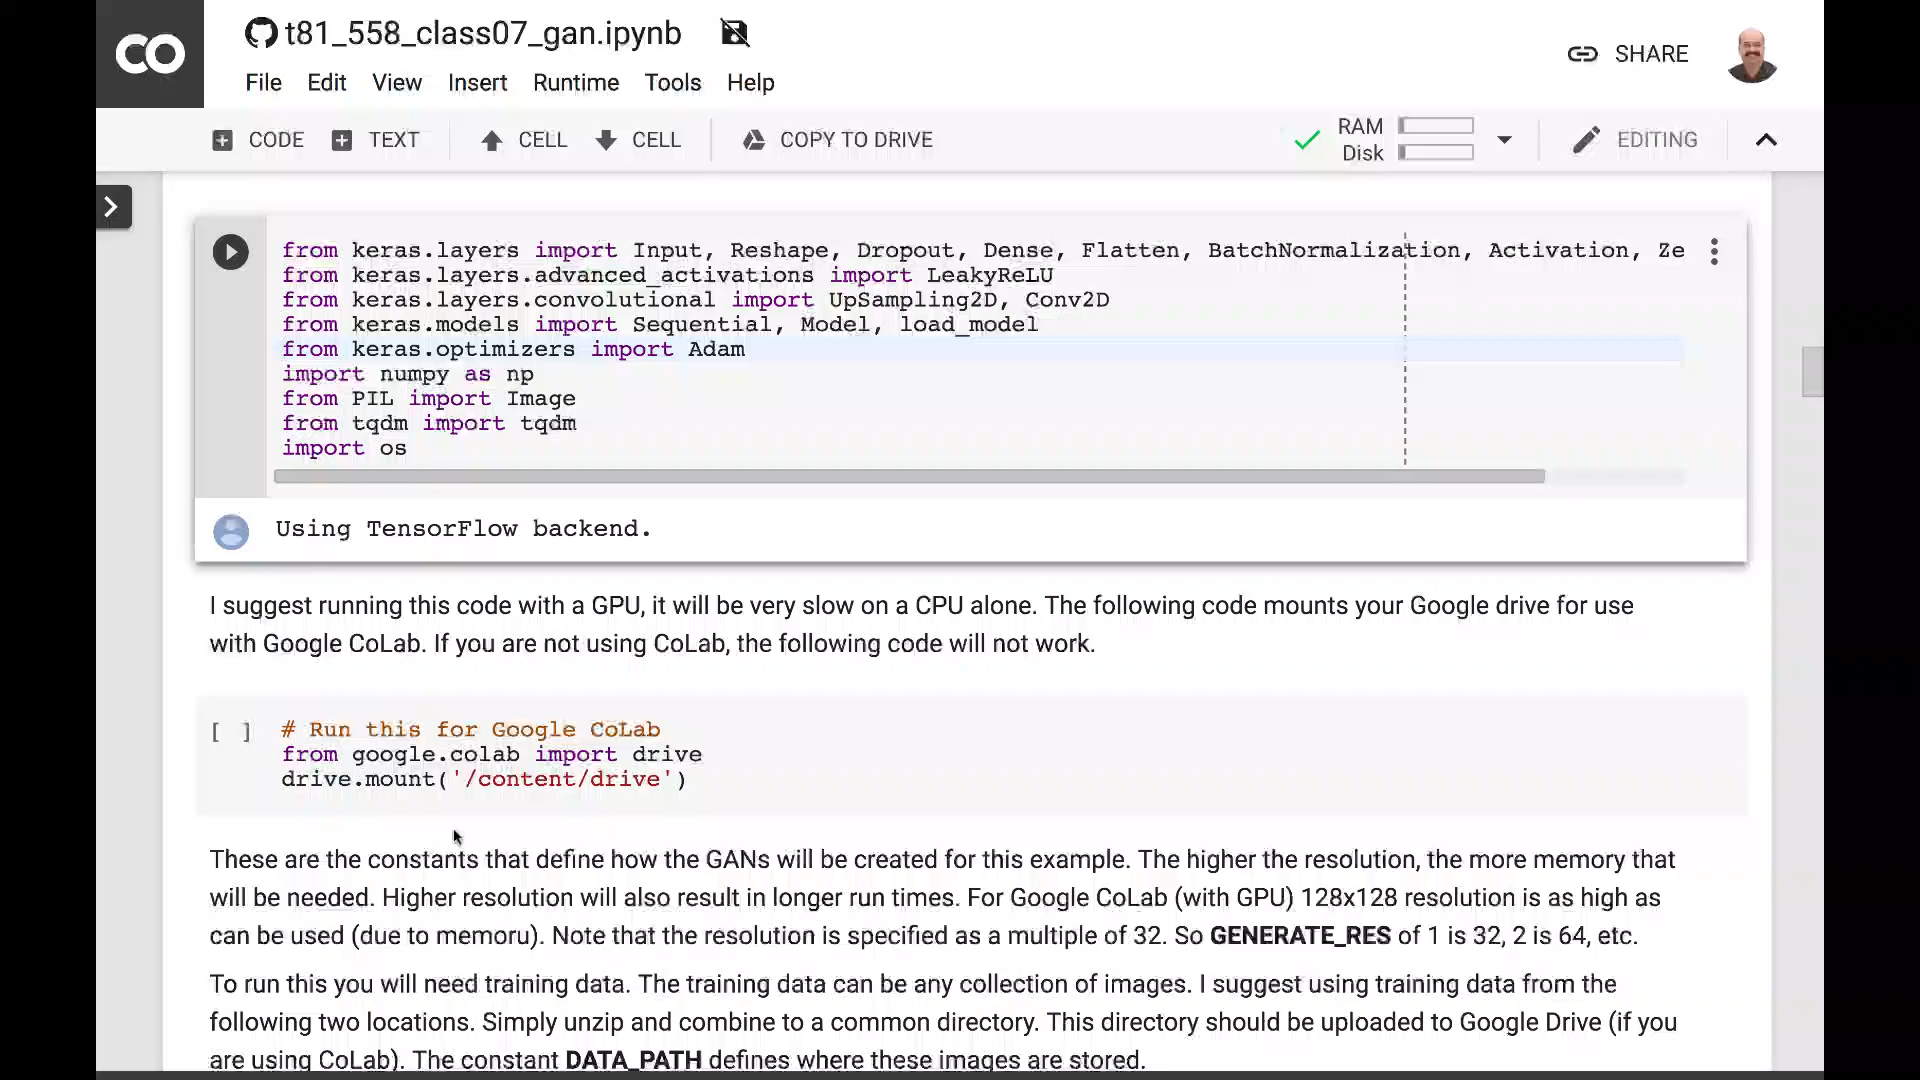 CO
t81_558_class07_gan.ipynb
SHARE
File Edit View Insert Runtime Tools Help
CODE TEXT CELL CELL COPY TO DRIVE RAM Disk EDITING
from keras.layers import Input, Reshape, Dropout, Dense, Flatten, BatchNormalization, Activation, Ze
from keras.layers.advanced_activations import LeakyReLU
from keras.layers.convolutional import UpSampling2D, Conv2D
from keras.models import Sequential, Model, load_model
from keras.optimizers import Adam
import numpy as np
from PIL import Image
from tqdm import tqdm
import os
Using TensorFlow backend.
I suggest running this code with a GPU, it will be very slow on a CPU alone. The following code mounts your Google drive for use
with Google CoLab. If you are not using CoLab, the following code will not work.
[ ] # Run this for Google CoLab
from google.colab import drive
drive.mount('/content/drive')
These are the constants that define how the GANs will be created for this example. The higher the resolution, the more memory that
will be needed. Higher resolution will also result in longer run times. For Google CoLab (with GPU) 128x128 resolution is as high as
can be used (due to memoru). Note that the resolution is specified as a multiple of 32. So GENERATE_RES of 1 is 32, 2 is 64, etc.
To run this you will need training data. The training data can be any collection of images. I suggest using training data from the
following two locations. Simply unzip and combine to a common directory. This directory should be uploaded to Google Drive (if you
are using CoLab). The constant DATA_PATH defines where these images are stored.